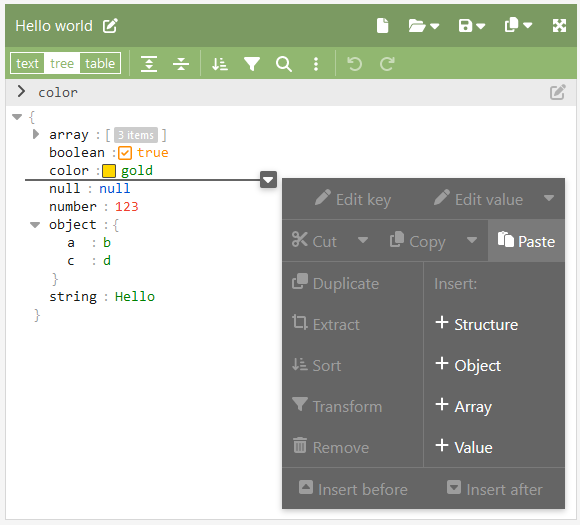 Hello world
text tree table
color
{
array : [ 3 items ]
boolean : true
color : gold
null : null
number : 123
object : {
a : b
c : d
}
string : Hello
}
Edit key Edit value
Cut Copy Paste
Duplicate Insert:
Extract + Structure
Sort + Object
Transform + Array
Remove + Value
Insert before Insert after